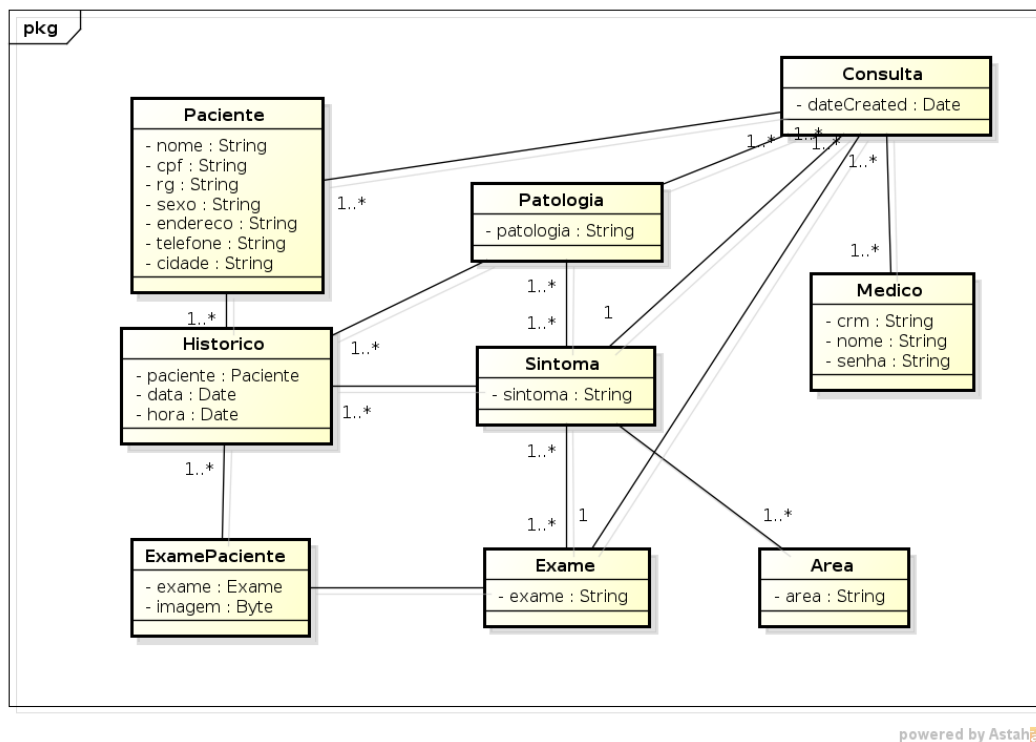 pkg
Consulta
- dateCreated : Date
Paciente
- nome : String
- cpf : String
- rg : String
- sexo : String
- endereco : String
- telefone : String
- cidade : String
1..*
1..*
1..*
1..*
1..*
Patologia
- patologia : String
1..*
1..*
1
1..*
Medico
- crm : String
- nome : String
- senha : String
1..*
Historico
- paciente : Paciente
- data : Date
- hora : Date
1..*
1..*
Sintoma
- sintoma : String
1..*
1..*
1..*
1
1..*
ExamePaciente
- exame : Exame
- imagem : Byte
Exame
- exame : String
Area
- area : String
powered by Astah